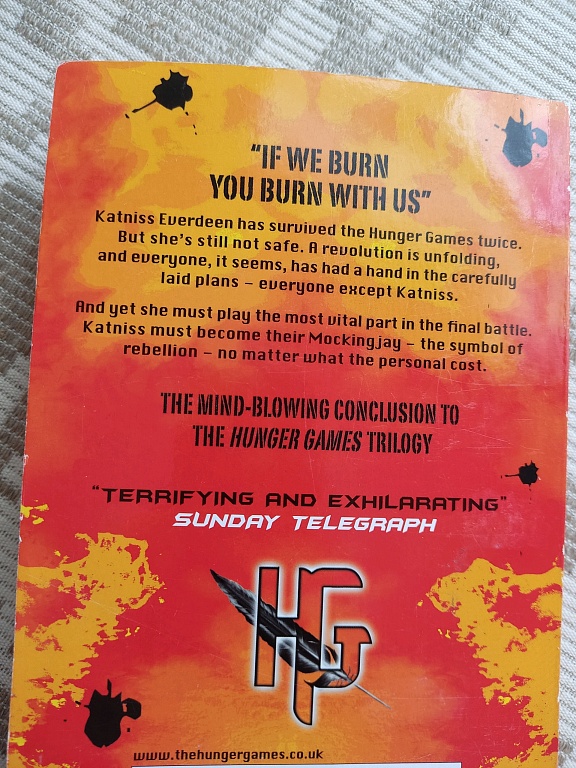 "IF WE BURN
YOU BURN WITH US"
Katniss Everdeen has survived the Hunger Games twice.
But she's still not safe. A revolution is unfolding,
and everyone, it seems, has had a hand in the carefully
laid plans – everyone except Katniss.
And yet she must play the most vital part in the final battle.
Katniss must become their Mockingjay – the symbol of
rebellion – no matter what the personal cost.
THE MIND-BLOWING CONCLUSION TO
THE HUNGER GAMES TRILOGY
"TERRIFYING AND EXHILARATING"
SUNDAY TELEGRAPH
HG
www.thehungergames.co.uk